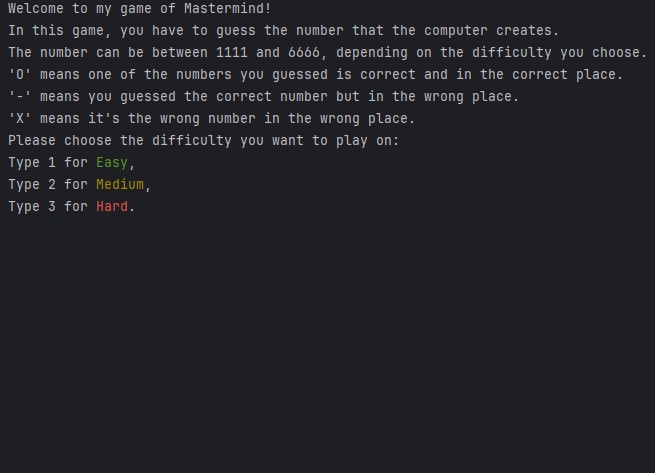 Welcome to my game of Mastermind!
In this game, you have to guess the number that the computer creates.
The number can be between 1111 and 6666, depending on the difficulty you choose.
'O' means one of the numbers you guessed is correct and in the correct place.
'-' means you guessed the correct number but in the wrong place.
'X' means it's the wrong number in the wrong place.
Please choose the difficulty you want to play on:
Type 1 for Easy,
Type 2 for Medium,
Type 3 for Hard.